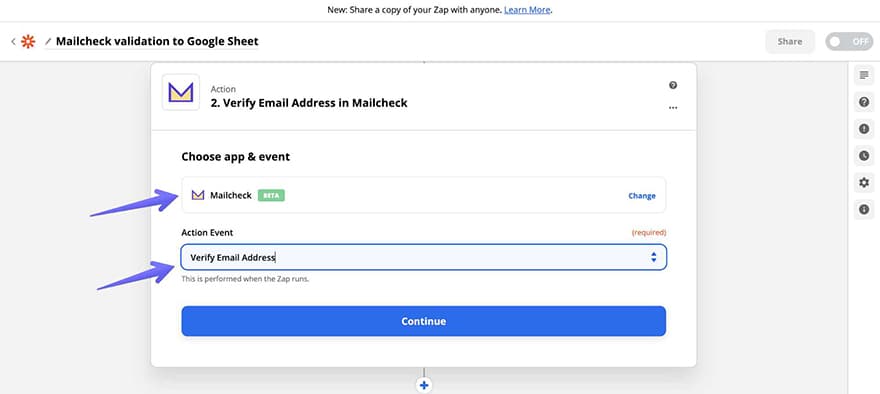 New: Share a copy of your Zap with anyone. Learn More.
Mailcheck validation to Google Sheet
Share
OFF
Action
2. Verify Email Address in Mailcheck
Choose app & event
Mailcheck BETA
Change
Action Event
(required)
Verify Email Address
This is performed when the Zap runs.
Continue